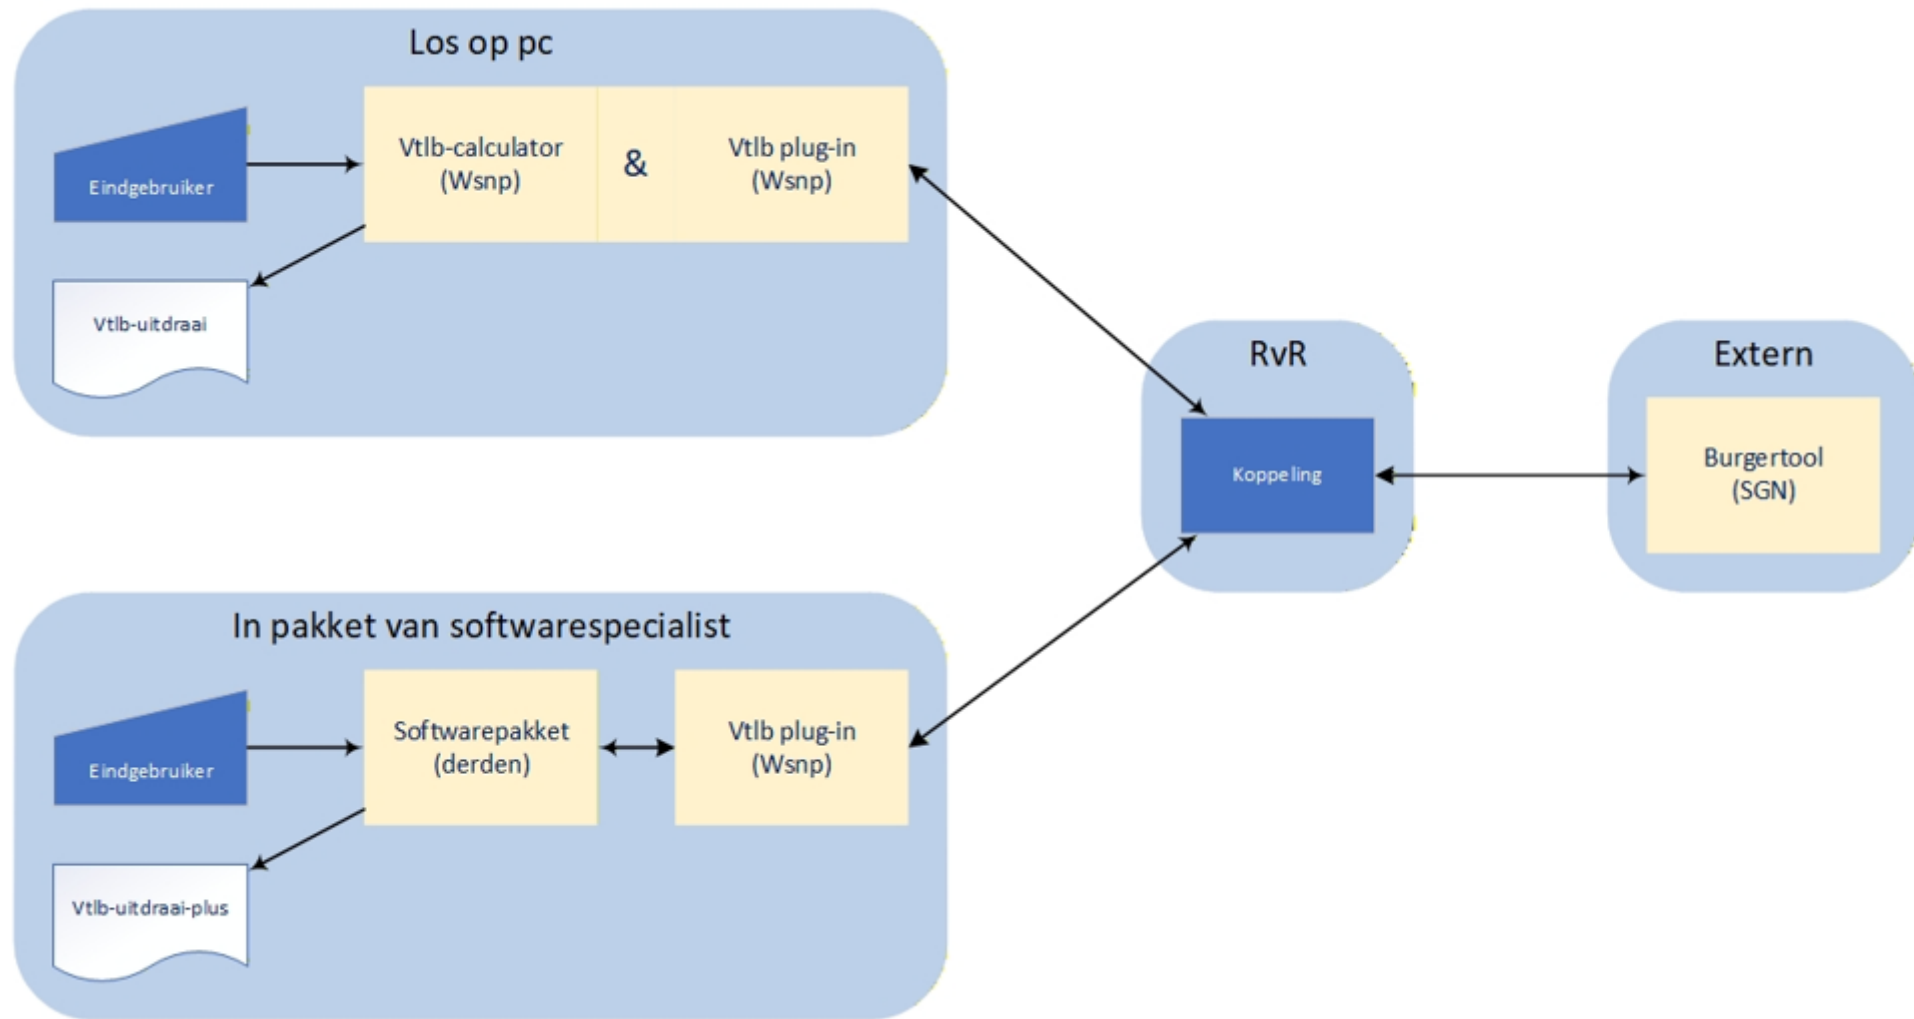 Los op pc
Eindgebruiker
Vtlb-calculator
(Wsnp)
&
Vtlb plug-in
(Wsnp)
Vtlb-uitdraai
RvR
Koppeling
Extern
Burgertool
(SGN)
In pakket van softwarespecialist
Eindgebruiker
Softwarepakket
(derden)
Vtlb plug-in
(Wsnp)
Vtlb-uitdraai-plus